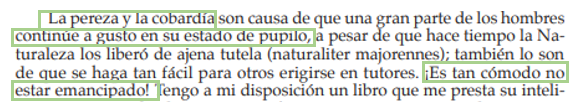 La pereza y la cobardía son causa de que una gran parte de los hombres
continúe a gusto en su estado de pupilo, a pesar de que hace tiempo la Na-
turaleza los liberó de ajena tutela (naturaliter majorennes); también lo son
de que se haga tan fácil para otros erigirse en tutores. ¡Es tan cómodo no
estar emancipado! Tengo a mi disposición un libro que me presta su inteli-